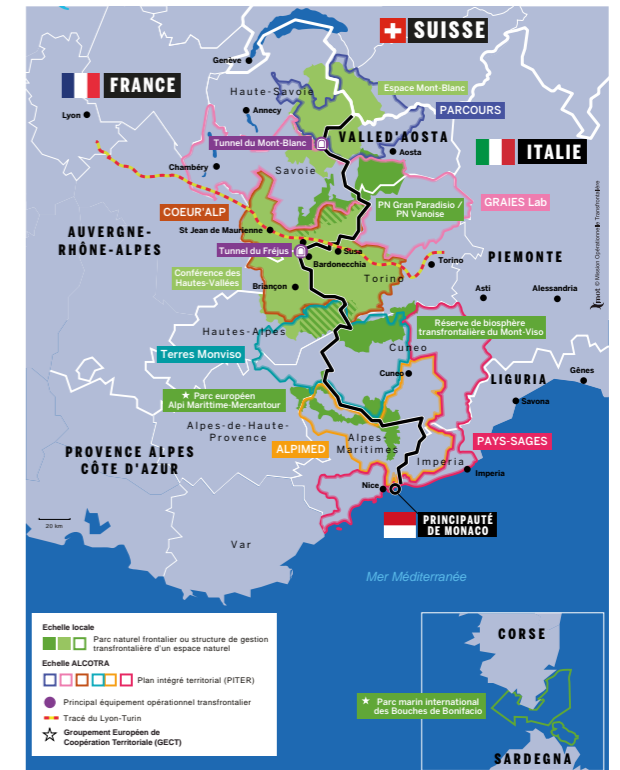 SUISSE
Genève
FRANCE
Haute-Savoie
Espace Mont-Blanc
Annecy
PARCOURS
Lyon
VALLED'AOSTA
Tunnel du Mont-Blanc
ITALIE
Aosta
Chambéry
Savoie
PN Gran Paradisio /
PN Vanoise
GRAIES Lab
COEUR'ALP
St Jean de Maurienne
AUVERGNE-
RHÔNE-ALPES
Tunnel du Fréjus
Susa
Bardonecchia
Torino
PIEMONTE
Conférence des
Hautes-Vallées
Torino
Briançon
Asti
Alessandria
mot © Mission Opérationnelle Transfrontalière
Réserve de biosphère
transfrontalière du Mont-Viso
Hautes-Alpes
Terres Monviso
Cuneo
Cuneo
LIGURIA
Gênes
★ Parc européen
Alpi Marittime-Mercantour
Savona
Alpes-de-Haute-
Provence
Alpes-
Maritimes
ALPIMED
PAYS-SAGES
PROVENCE ALPES
CÔTE D'AZUR
Imperia
Imperia
Nice
20 km
PRINCIPAUTÉ
DE MONACO
Var
Mer Méditerranée
Echelle locale
Parc naturel frontalier ou structure de gestion
transfrontalière d'un espace naturel
Echelle ALCOTRA
Plan intégré territorial (PITER)
Principal équipement opérationnel transfrontalier
Tracé du Lyon-Turin
Groupement Européen de
Coopération Territoriale (GECT)
CORSE
★ Parc marin international
des Bouches de Bonifacio
SARDEGNA